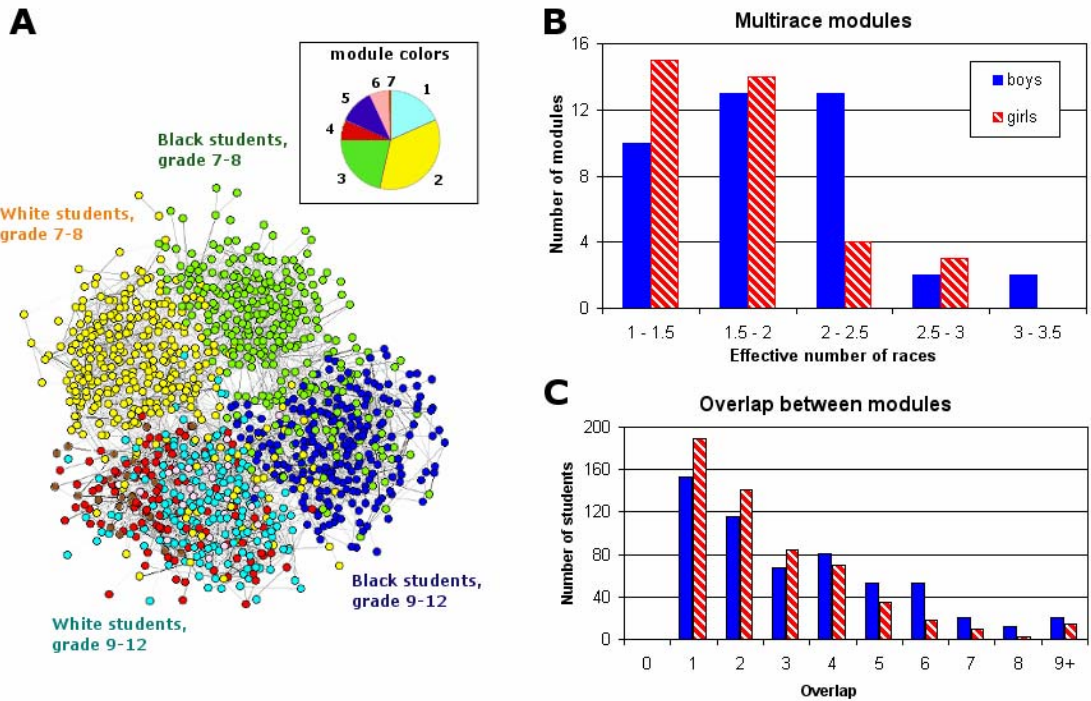 A
module colors
6 7
1
5
4
3
2
Black students,
grade 7-8
White students,
grade 7-8
Black students,
grade 9-12
White students,
grade 9-12
B
Multirace modules
Number of modules
16
12
8
4
0
boys
girls
1 - 1.5 1.5 - 2 2 - 2.5 2.5 - 3 3 - 3.5
Effective number of races
C
Overlap between modules
Number of students
200
160
120
80
40
0
0 1 2 3 4 5 6 7 8 9+
Overlap